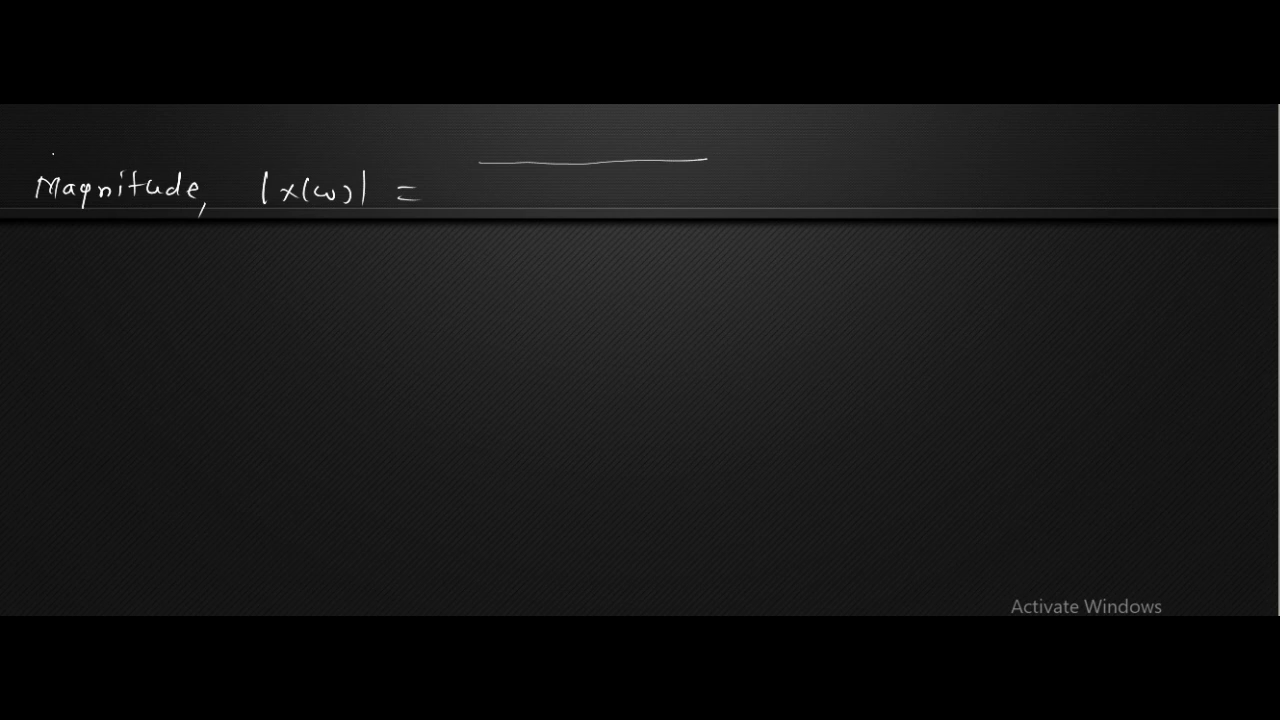 Magnitude, |x(ω)| =
Activate Windows